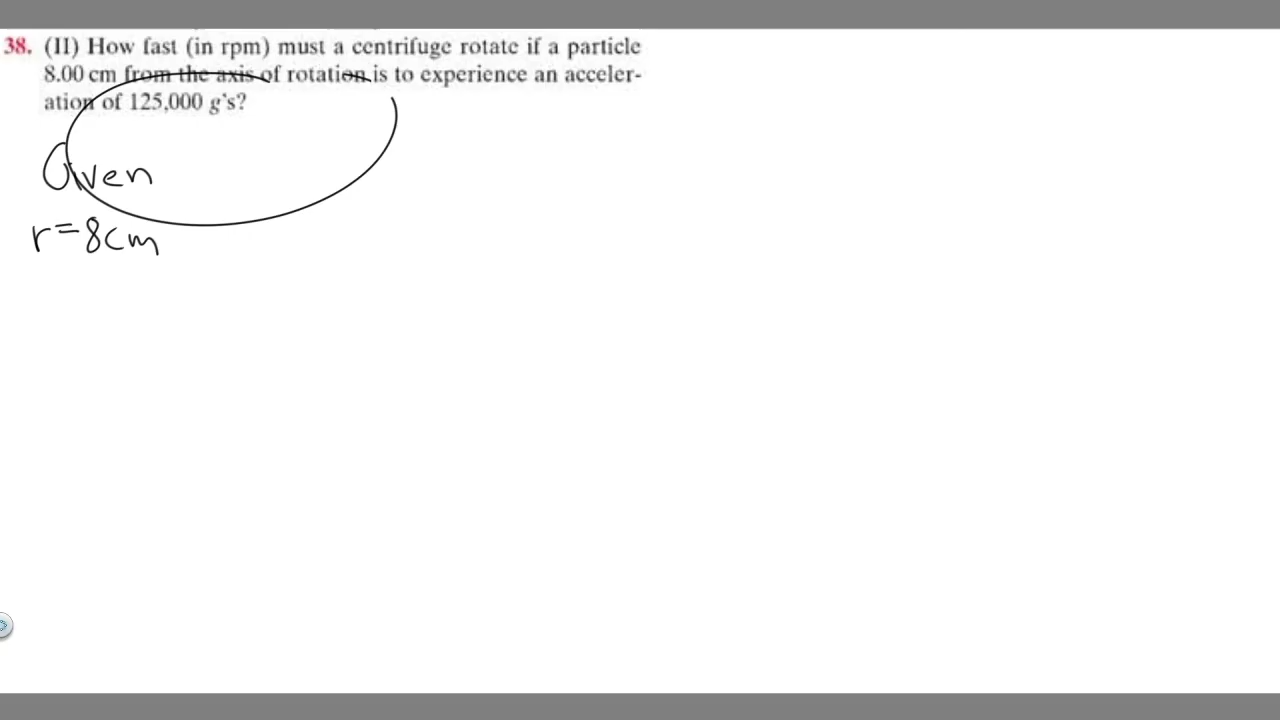 38. (II) How fast (in rpm) must a centrifuge rotate if a particle
8.00 cm from the axis of rotation is to experience an acceler-
ation of 125,000 g's?
Given
r=8cm